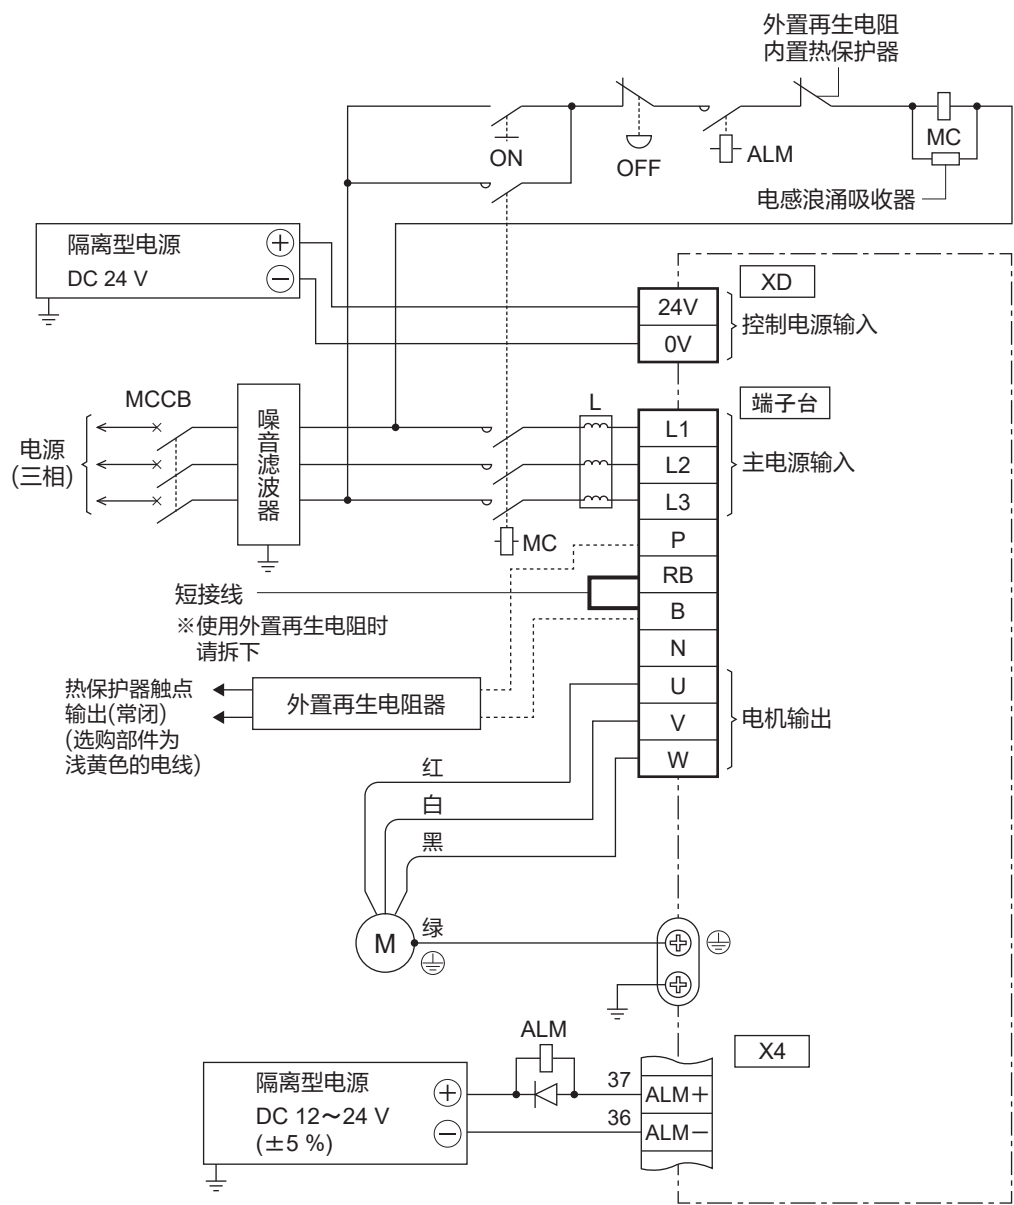 外置再生电阻
内置热保护器
ON
OFF
ALM
MC
电感浪涌吸收器
隔离型电源
DC 24 V
XD
24V
0V
控制电源输入
MCCB
电源
(三相)
噪音滤波器
L
端子台
L1
L2
L3
主电源输入
MC
P
RB
B
N
短接线
※使用外置再生电阻时
请拆下
热保护器触点
输出(常闭)
(选购部件为
浅黄色的电线)
外置再生电阻器
U
V
W
电机输出
红
白
黑
M
绿
ALM
X4
隔离型电源
DC 12～24 V
(±5 %)
37
ALM+
36
ALM−